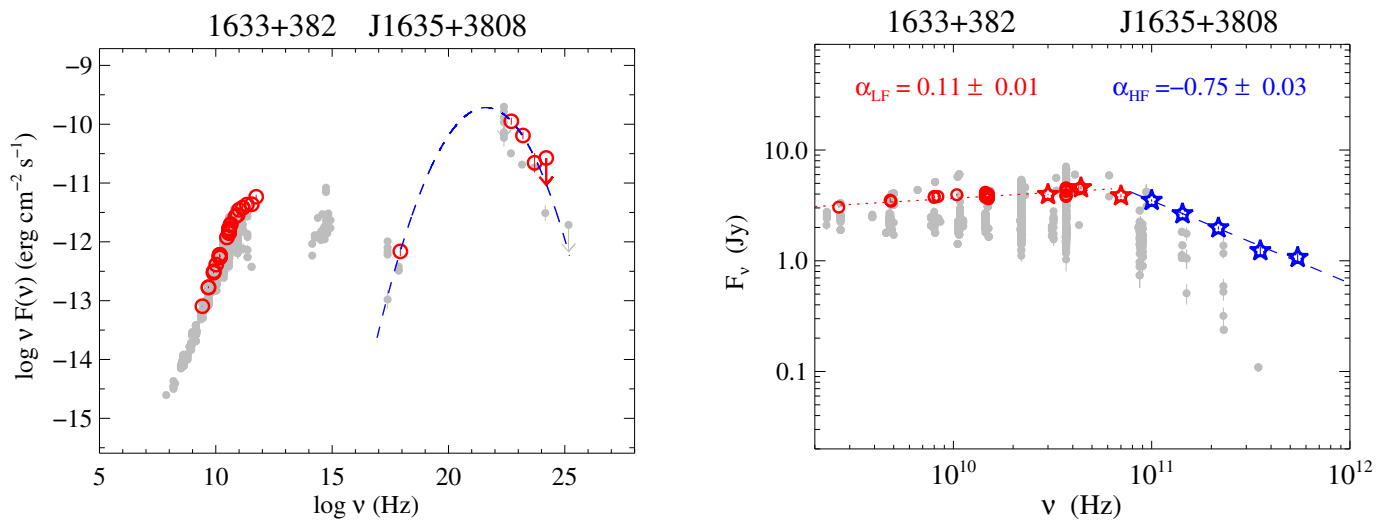 1633+382 J1635+3808
−9
−10
−11
−12
−13
−14
−15
log ν F(ν) (erg cm⁻² s⁻¹)
5 10 15 20 25
log ν (Hz)
1633+382 J1635+3808
α_LF = 0.11 ± 0.01 α_HF =−0.75 ± 0.03
10.0
1.0
0.1
F_ν (Jy)
10¹⁰ 10¹¹ 10¹²
ν (Hz)